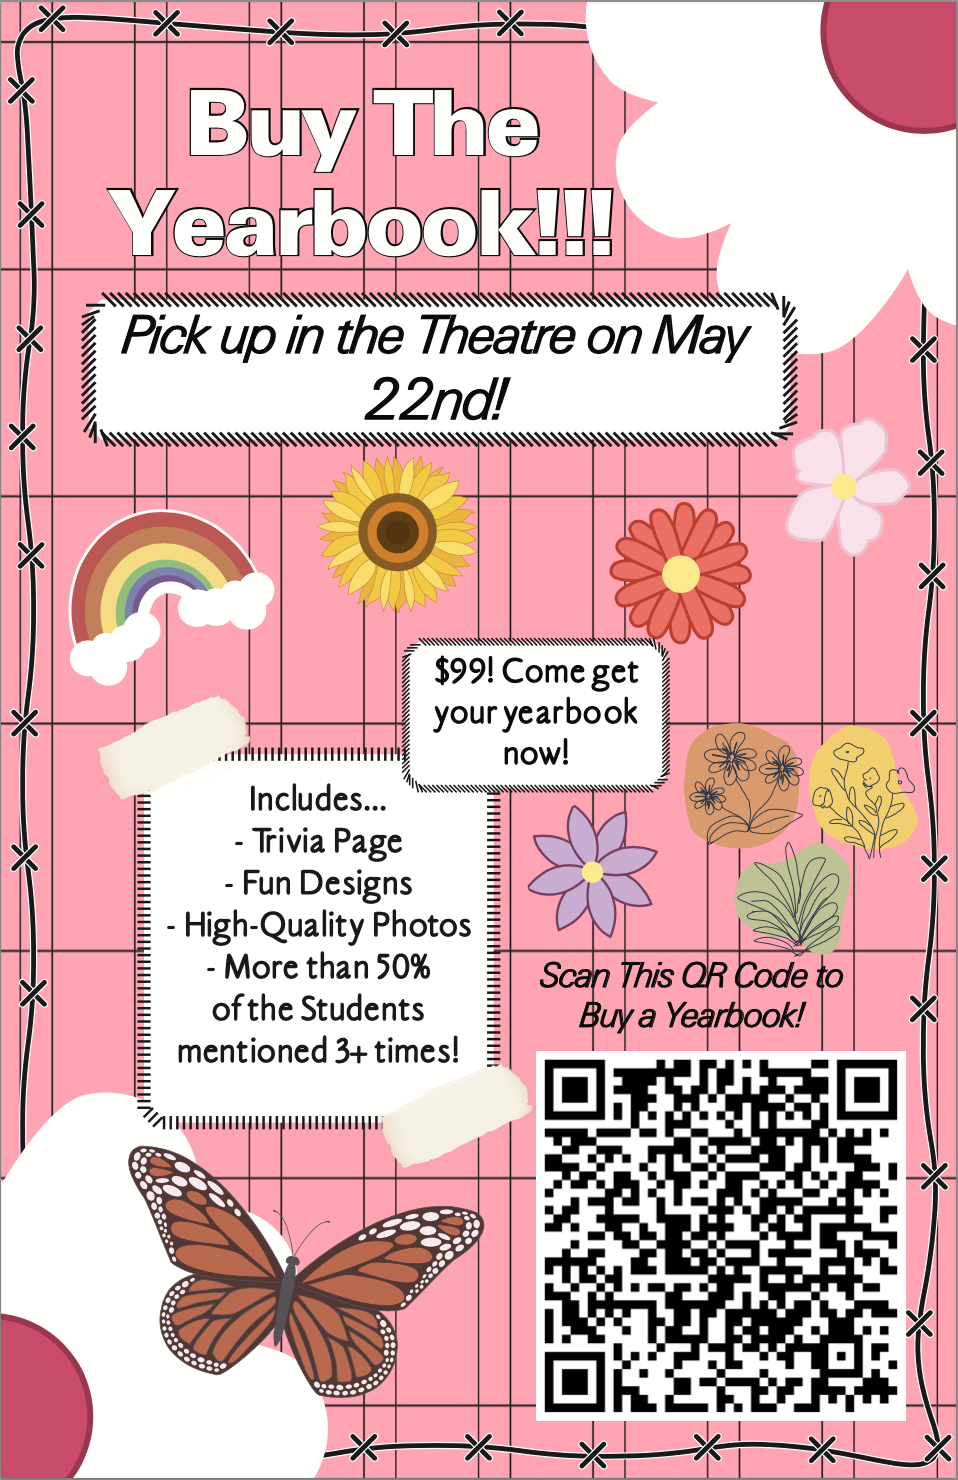 Buy The
Yearbook!!!
Pick up in the Theatre on May
22nd!
$99! Come get
your yearbook
now!
Includes...
- Trivia Page
- Fun Designs
- High-Quality Photos
- More than 50%
of the Students
mentioned 3+ times!
Scan This QR Code to
Buy a Yearbook!